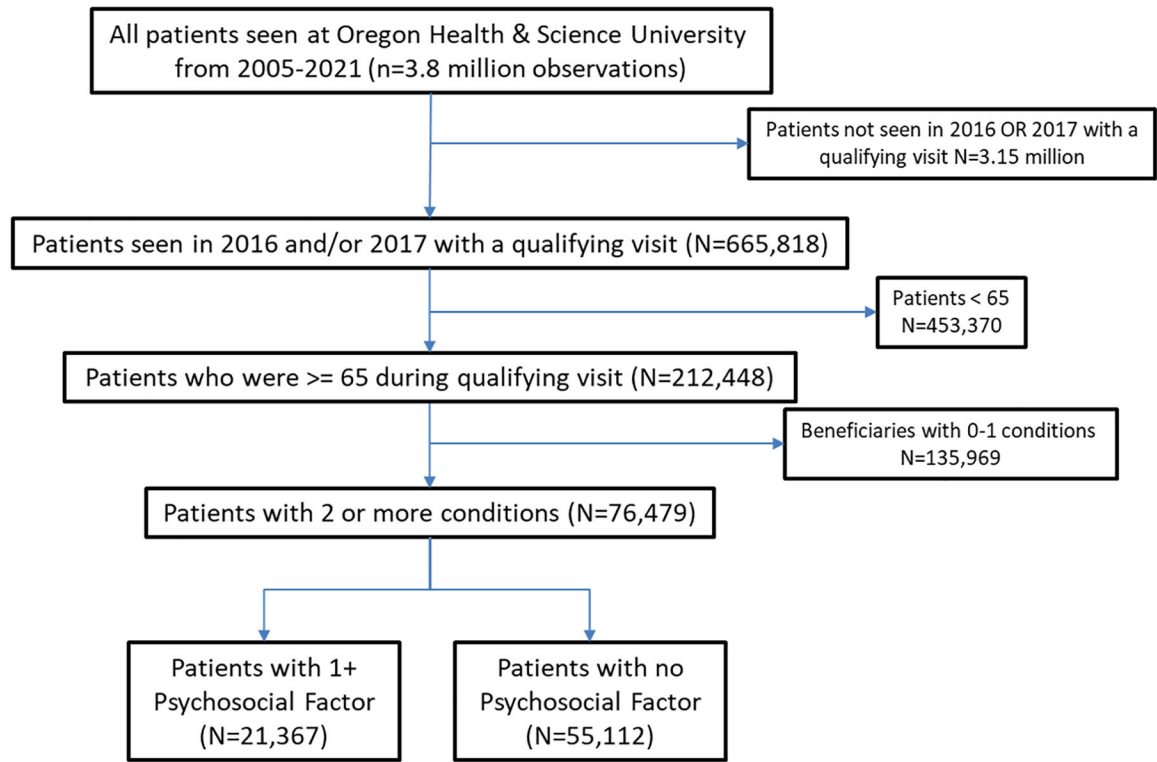 All patients seen at Oregon Health & Science University
from 2005-2021 (n=3.8 million observations)
Patients not seen in 2016 OR 2017 with a
qualifying visit N=3.15 million
Patients seen in 2016 and/or 2017 with a qualifying visit (N=665,818)
Patients < 65
N=453,370
Patients who were >= 65 during qualifying visit (N=212,448)
Beneficiaries with 0-1 conditions
N=135,969
Patients with 2 or more conditions (N=76,479)
Patients with 1+
Psychosocial Factor
(N=21,367)
Patients with no
Psychosocial Factor
(N=55,112)